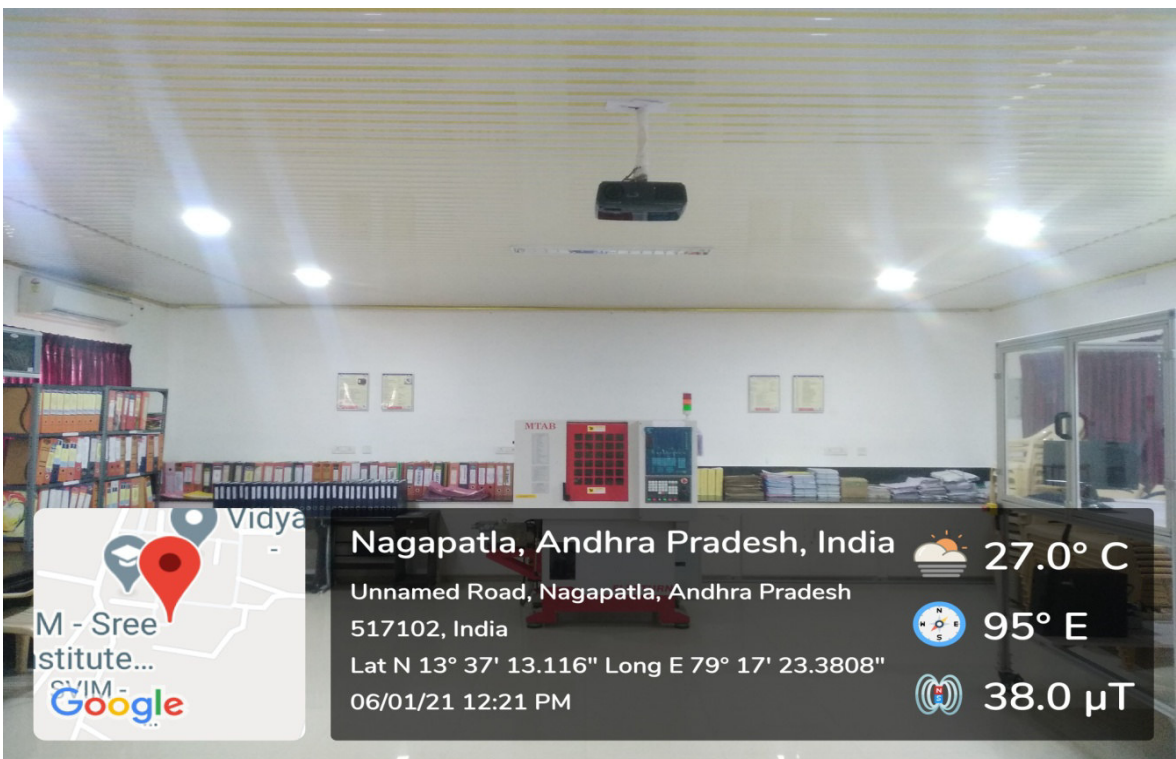 MTAB
Vidya
-
M - Sree
nstitute...
SVIM -
Google
Nagapatla, Andhra Pradesh, India
Unnamed Road, Nagapatla, Andhra Pradesh
517102, India
Lat N 13° 37' 13.116" Long E 79° 17' 23.3808"
06/01/21 12:21 PM
27.0° C
95° E
38.0 µT